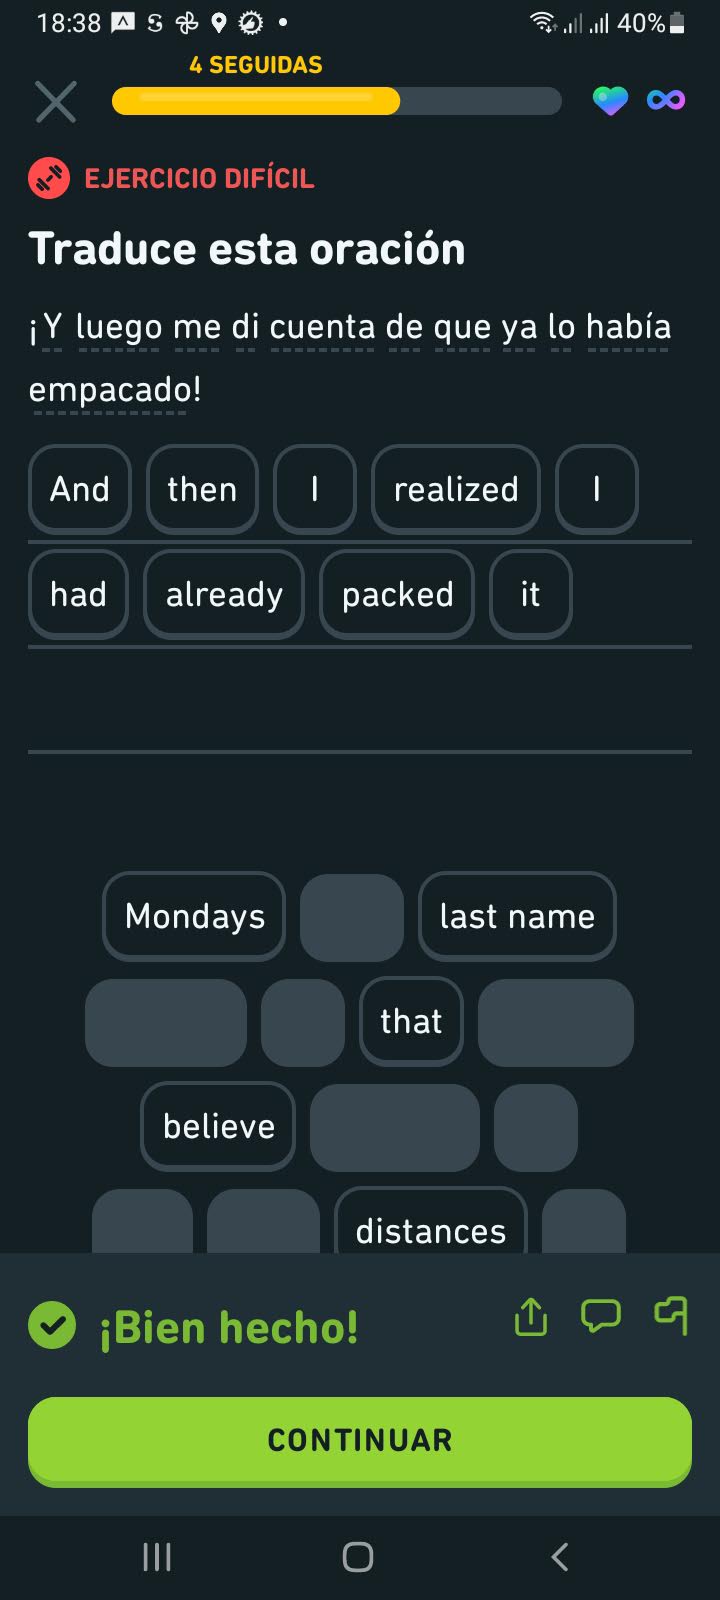 18:38 40%
4 SEGUIDAS
EJERCICIO DIFÍCIL
Traduce esta oración
¡Y luego me di cuenta de que ya lo había
empacado!
And then I realized I
had already packed it
Mondays last name
that
believe
distances
¡Bien hecho!
CONTINUAR